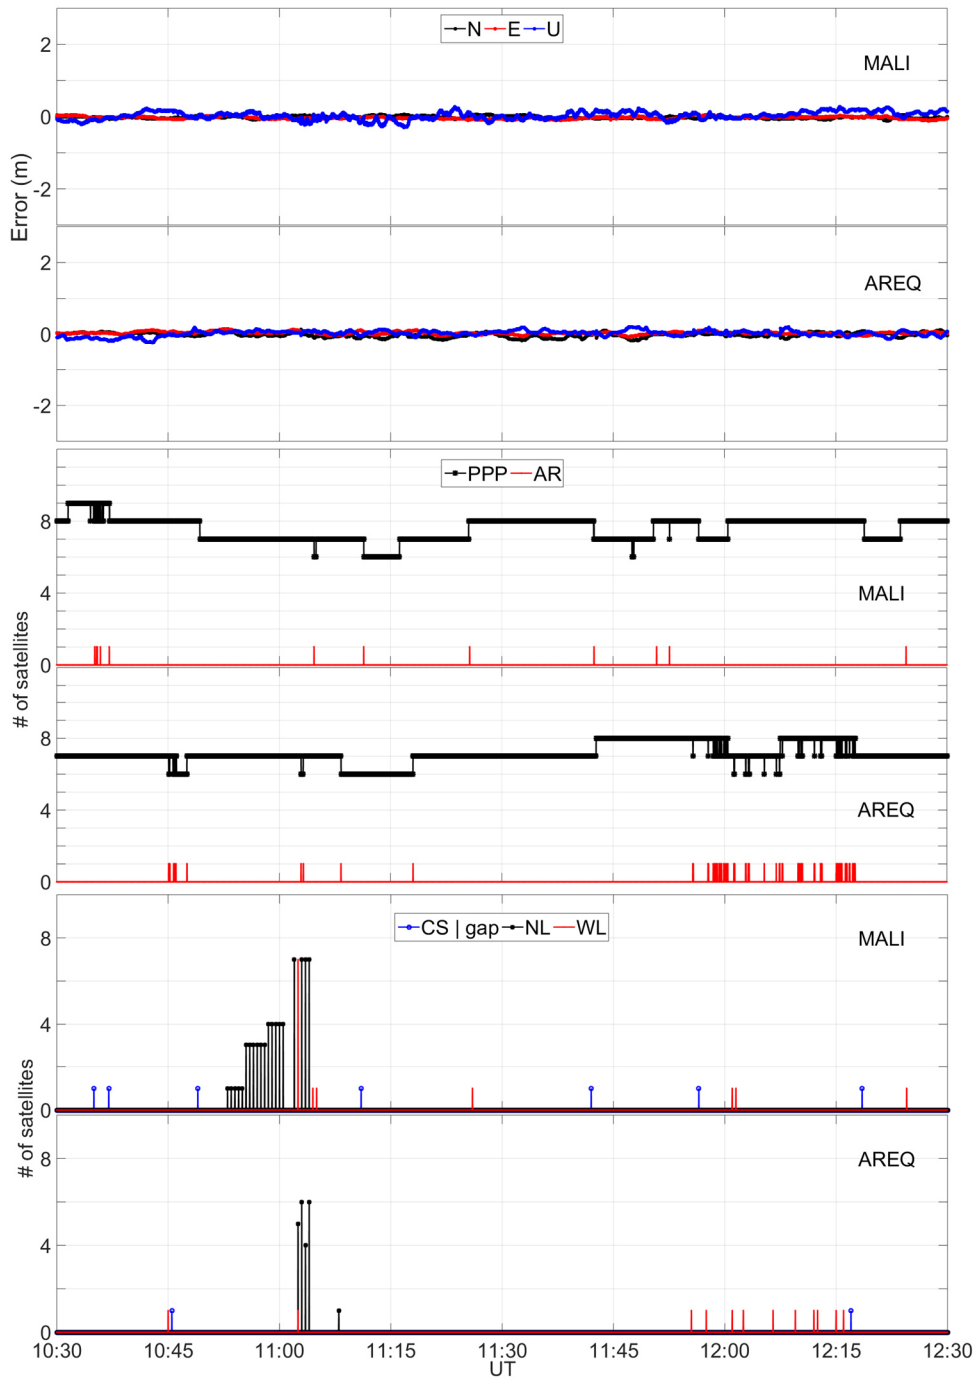 N E U
2
MALI
0
-2
Error (m)
2
AREQ
0
-2
PPP AR
8
4
MALI
0
# of satellites
8
4
AREQ
0
CS | gap NL WL
8
MALI
4
0
# of satellites
8
AREQ
4
0
10:30 10:45 11:00 11:15 11:30 11:45 12:00 12:15 12:30
UT